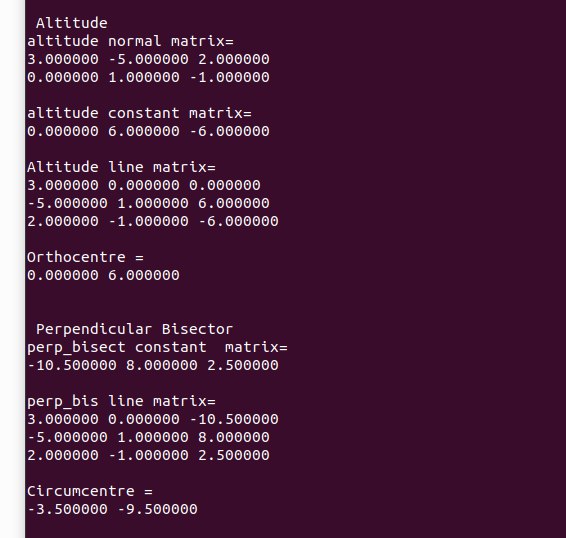 Altitude
altitude normal matrix=
3.000000 -5.000000 2.000000
0.000000 1.000000 -1.000000
altitude constant matrix=
0.000000 6.000000 -6.000000
Altitude line matrix=
3.000000 0.000000 0.000000
-5.000000 1.000000 6.000000
2.000000 -1.000000 -6.000000
Orthocentre =
0.000000 6.000000
Perpendicular Bisector
perp_bisect constant  matrix=
-10.500000 8.000000 2.500000
perp_bis line matrix=
3.000000 0.000000 -10.500000
-5.000000 1.000000 8.000000
2.000000 -1.000000 2.500000
Circumcentre =
-3.500000 -9.500000